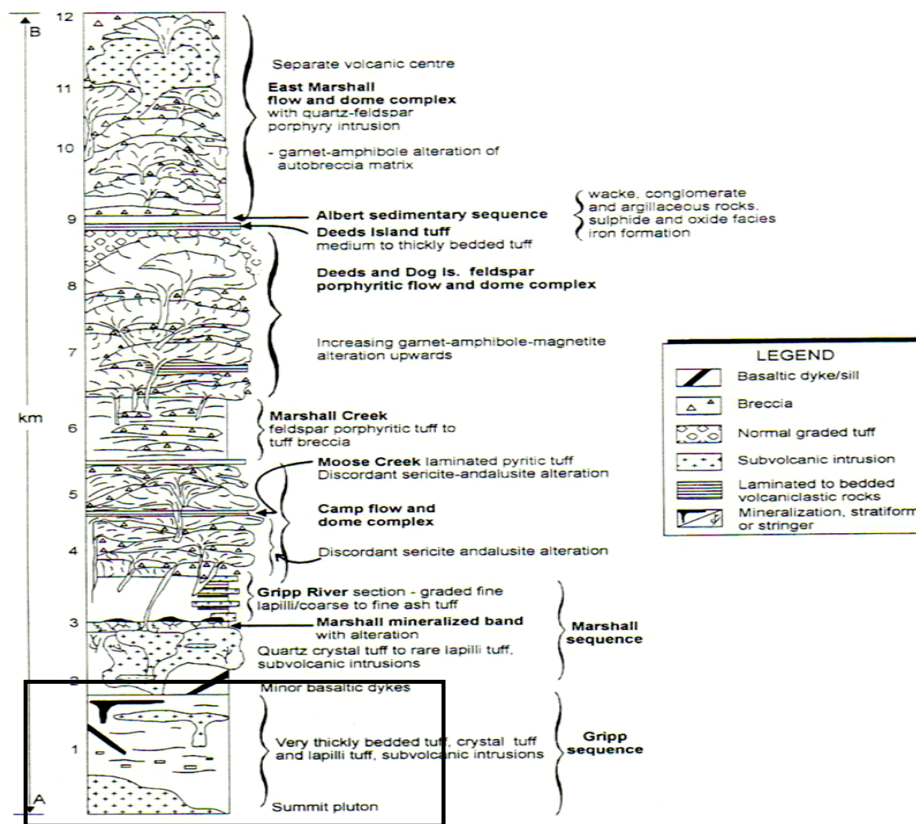 12
B
Separate volcanic centre
11
East Marshall
flow and dome complex
with quartz-feldspar
porphyry intrusion
10
- garnet-amphibole alteration of
autobreccia matrix
wacke, conglomerate
and argillaceous rocks,
sulphide and oxide facies
iron formation
9
Albert sedimentary sequence
Deeds Island tuff
medium to thickly bedded tuff
8
Deeds and Dog Is. feldspar
porphyritic flow and dome complex
7
Increasing garnet-amphibole-magnetite
alteration upwards
km
6
Marshall Creek
feldspar porphyritic tuff to
tuff breccia
Moose Creek laminated pyritic tuff
Discordant sericite-andalusite alteration
5
Camp flow and
dome complex
4
Discordant sericite andalusite alteration
Gripp River section - graded fine
lapilli/coarse to fine ash tuff
3
Marshall mineralized band
with alteration
Marshall
sequence
Quartz crystal tuff to rare lapilli tuff,
subvolcanic intrusions
2
Minor basaltic dykes
1
Very thickly bedded tuff, crystal tuff
and lapilli tuff, subvolcanic intrusions
Gripp
sequence
A
Summit pluton
LEGEND
Basaltic dyke/sill
Breccia
Normal graded tuff
Subvolcanic intrusion
Laminated to bedded
volcaniclastic rocks
Mineralization, stratiform
or stringer